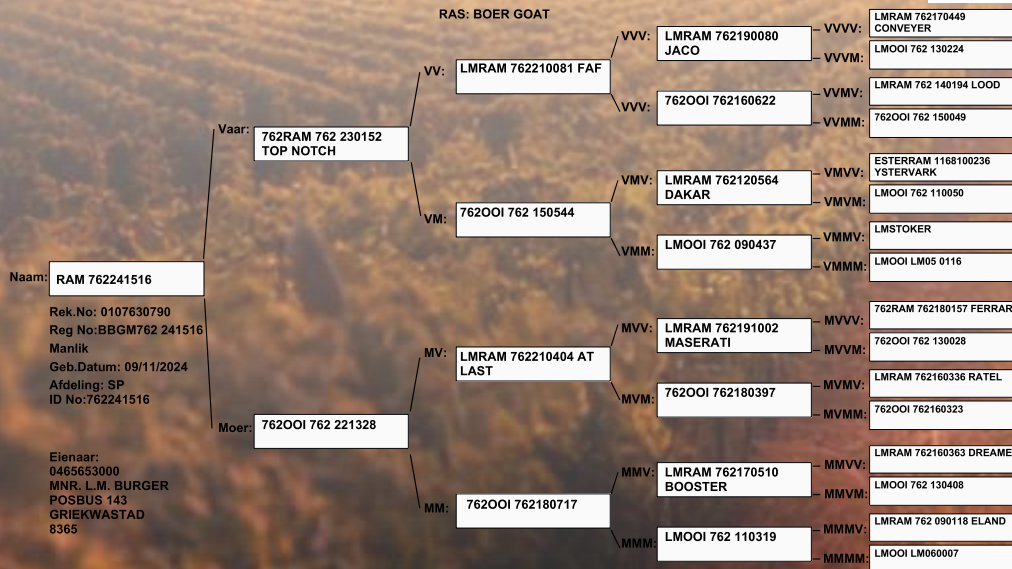 RAS: BOER GOAT
Naam:
RAM 762241516
Rek.No: 0107630790
Reg No:BBGM762 241516
Manlik
Geb.Datum: 09/11/2024
Afdeling: SP
ID No:762241516
Eienaar:
0465653000
MNR. L.M. BURGER
POSBUS 143
GRIEKWASTAD
8365
Vaar:
762RAM 762 230152
TOP NOTCH
Moer:
762OOI 762 221328
VV:
LMRAM 762210081 FAF
VM:
762OOI 762 150544
MV:
LMRAM 762210404 AT
LAST
MM:
762OOI 762180717
VVV:
LMRAM 762190080
JACO
VVV:
762OOI 762160622
VMV:
LMRAM 762120564
DAKAR
VMM:
LMOOI 762 090437
MVV:
LMRAM 762191002
MASERATI
MVM:
762OOI 762180397
MMV:
LMRAM 762170510
BOOSTER
MMM:
LMOOI 762 110319
VVVV:
LMRAM 762170449
CONVEYER
VVVM:
LMOOI 762 130224
VVMV:
LMRAM 762 140194 LOOD
VVMM:
762OOI 762 150049
VMVV:
ESTERRAM 1168100236
YSTERVARK
VMVM:
LMOOI 762 110050
VMMV:
LMSTOKER
VMMM:
LMOOI LM05 0116
MVVV:
762RAM 762180157 FERRAR
MVVM:
762OOI 762 130028
MVMV:
LMRAM 762160336 RATEL
MVMM:
762OOI 762160323
MMVV:
LMRAM 762160363 DREAME
MMVM:
LMOOI 762 130408
MMMV:
LMRAM 762 090118 ELAND
MMMM:
LMOOI LM060007